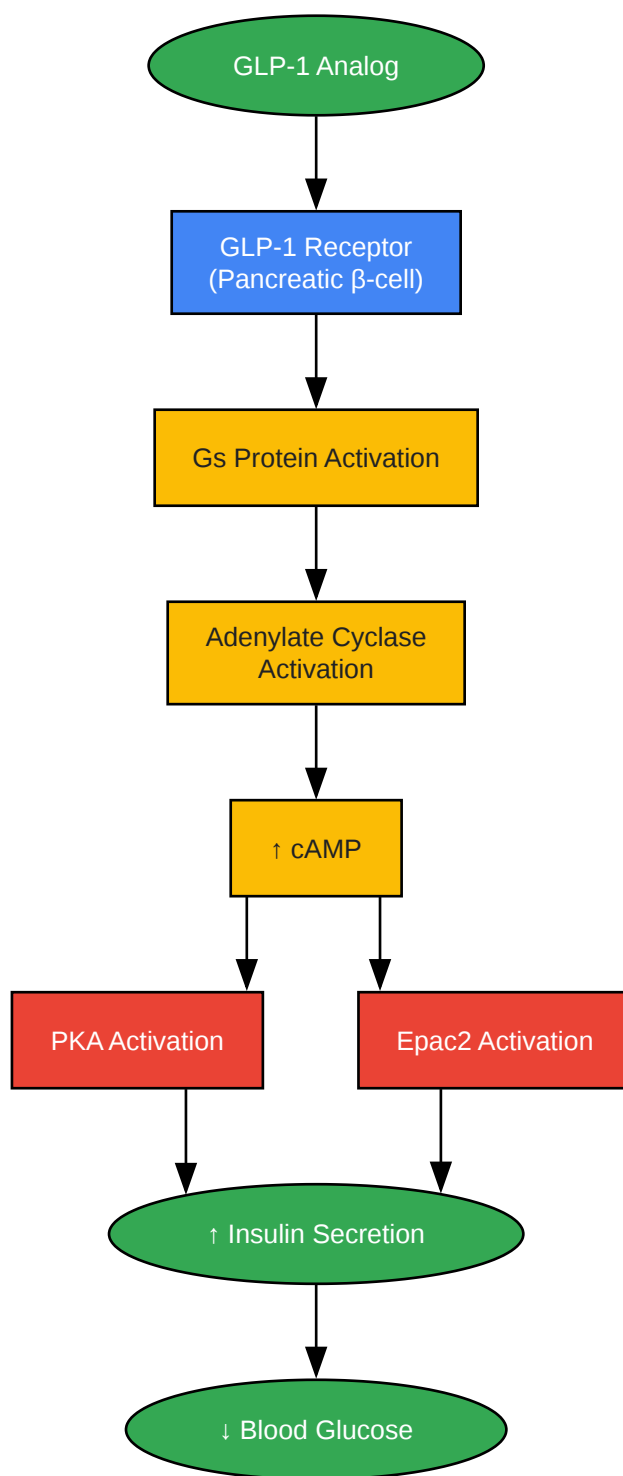 GLP-1 Analog
GLP-1 Receptor
(Pancreatic β-cell)
Gs Protein Activation
Adenylate Cyclase
Activation
↑ cAMP
PKA Activation
Epac2 Activation
↑ Insulin Secretion
↓ Blood Glucose